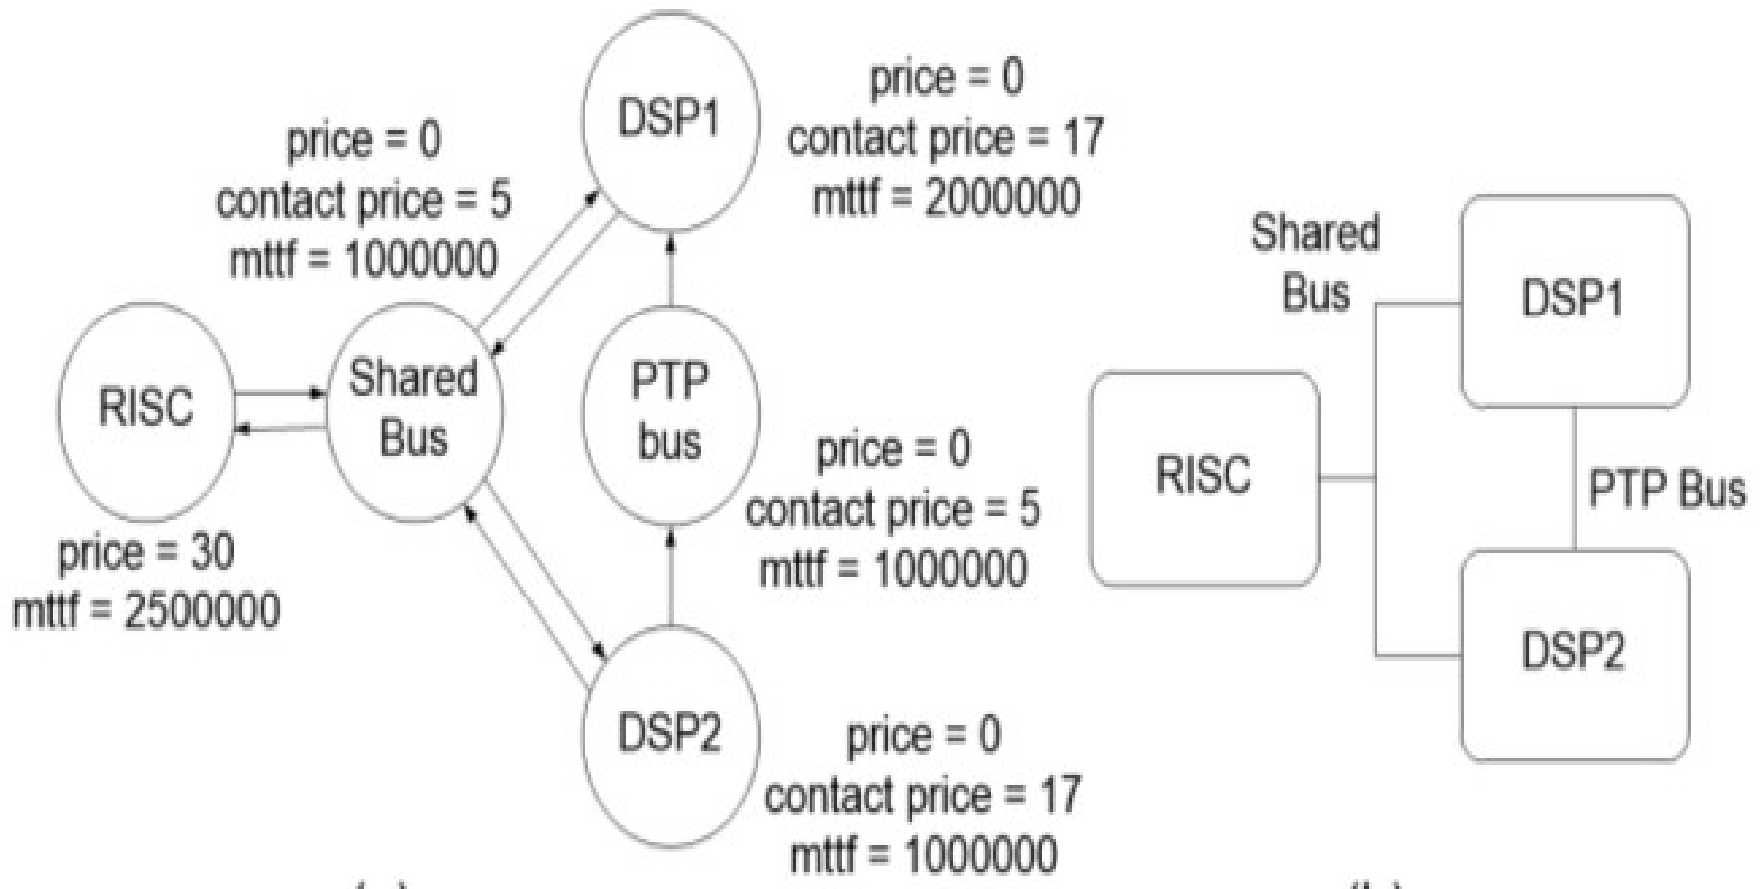 DSP1
price = 0
contact price = 17
mttf = 2000000
price = 0
contact price = 5
mttf = 1000000
RISC
price = 30
mttf = 2500000
Shared
Bus
PTP
bus
price = 0
contact price = 5
mttf = 1000000
DSP2
price = 0
contact price = 17
mttf = 1000000
Shared
Bus
DSP1
RISC
PTP Bus
DSP2